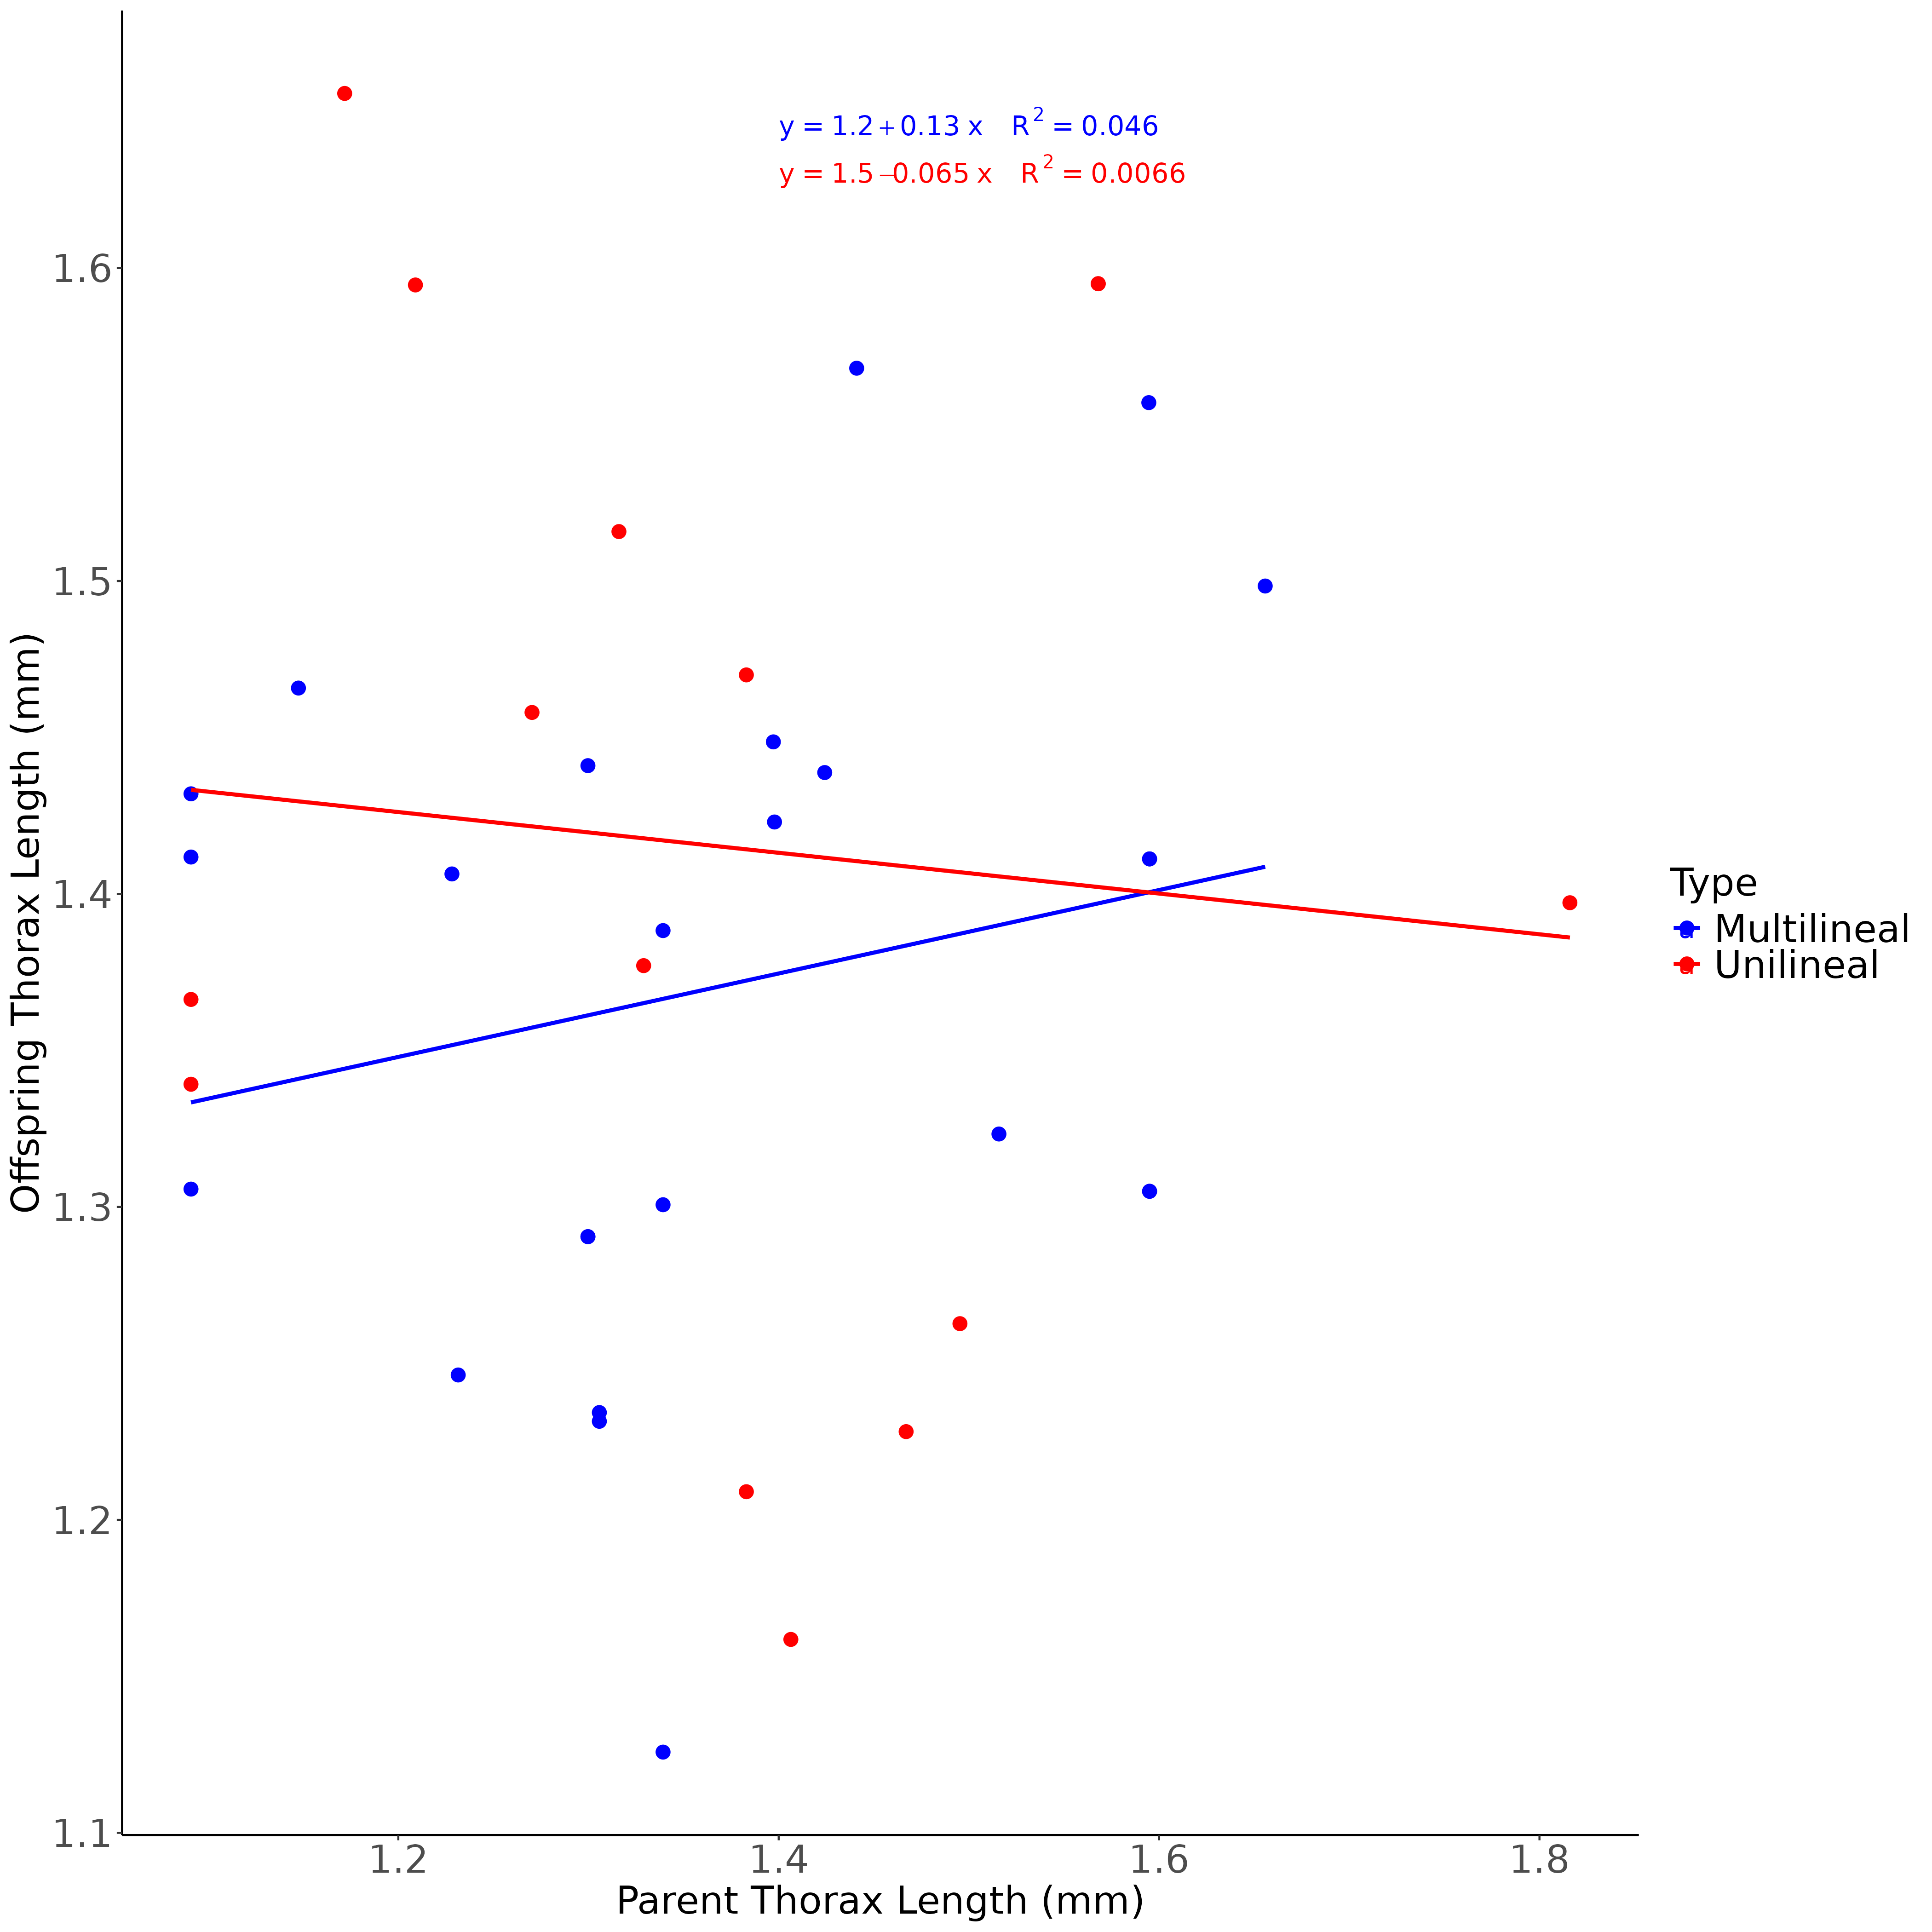 y = 1.2 + 0.13 x R² = 0.046
y = 1.5 – 0.065 x R² = 0.0066
1.6
1.5
1.4
1.3
1.2
1.1
Offspring Thorax Length (mm)
1.2 1.4 1.6 1.8
Parent Thorax Length (mm)
Type
Multilineal
Unilineal